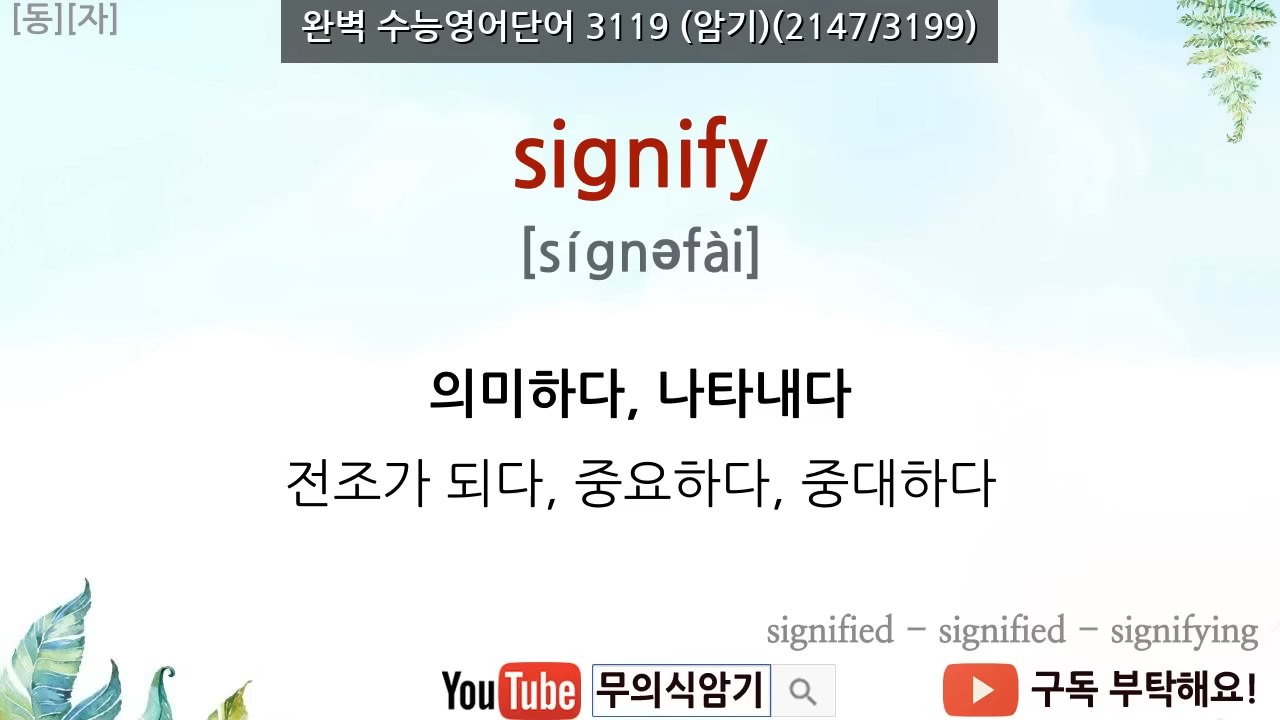 [동][자]
완벽 수능영어단어 3119 (암기)(2147/3199)
signify
[sígnəfài]
의미하다, 나타내다
전조가 되다, 중요하다, 중대하다
signified - signified - signifying
YouTube 무의식암기 구독 부탁해요!